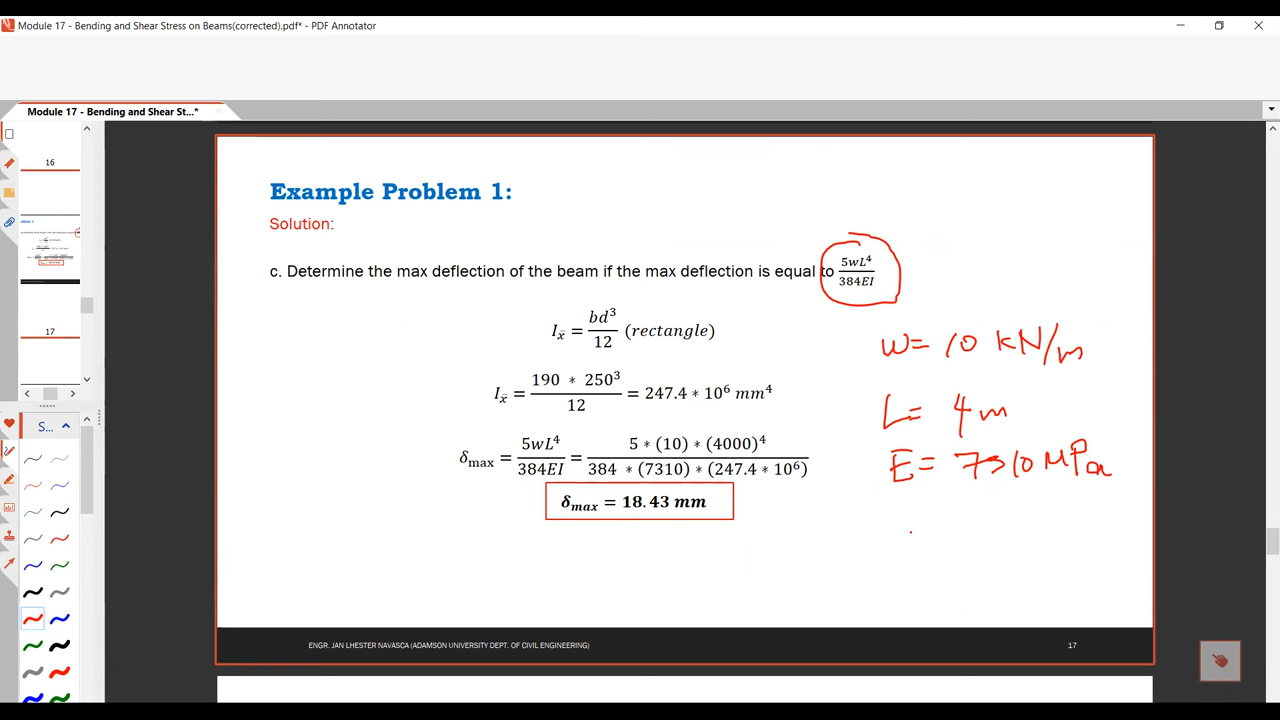 Module 17 - Bending and Shear Stress on Beams(corrected).pdf* - PDF Annotator
Module 17 - Bending and Shear St...*
16
17
S...
Example Problem 1:
Solution:
c. Determine the max deflection of the beam if the max deflection is equal to 5wL⁴/384EI
I_x̄ = bd³/12 (rectangle)
w= 10 kN/m
I_x̄ = 190 * 250³/12 = 247.4 * 10⁶ mm⁴
L= 4m
δ_max = 5wL⁴/384EI = 5 * (10) * (4000)⁴/384 * (7310) * (247.4 * 10⁶)
E= 7310 MPa
δ_max = 18.43 mm
ENGR. JAN LHESTER NAVASCA (ADAMSON UNIVERSITY DEPT. OF CIVIL ENGINEERING)
17